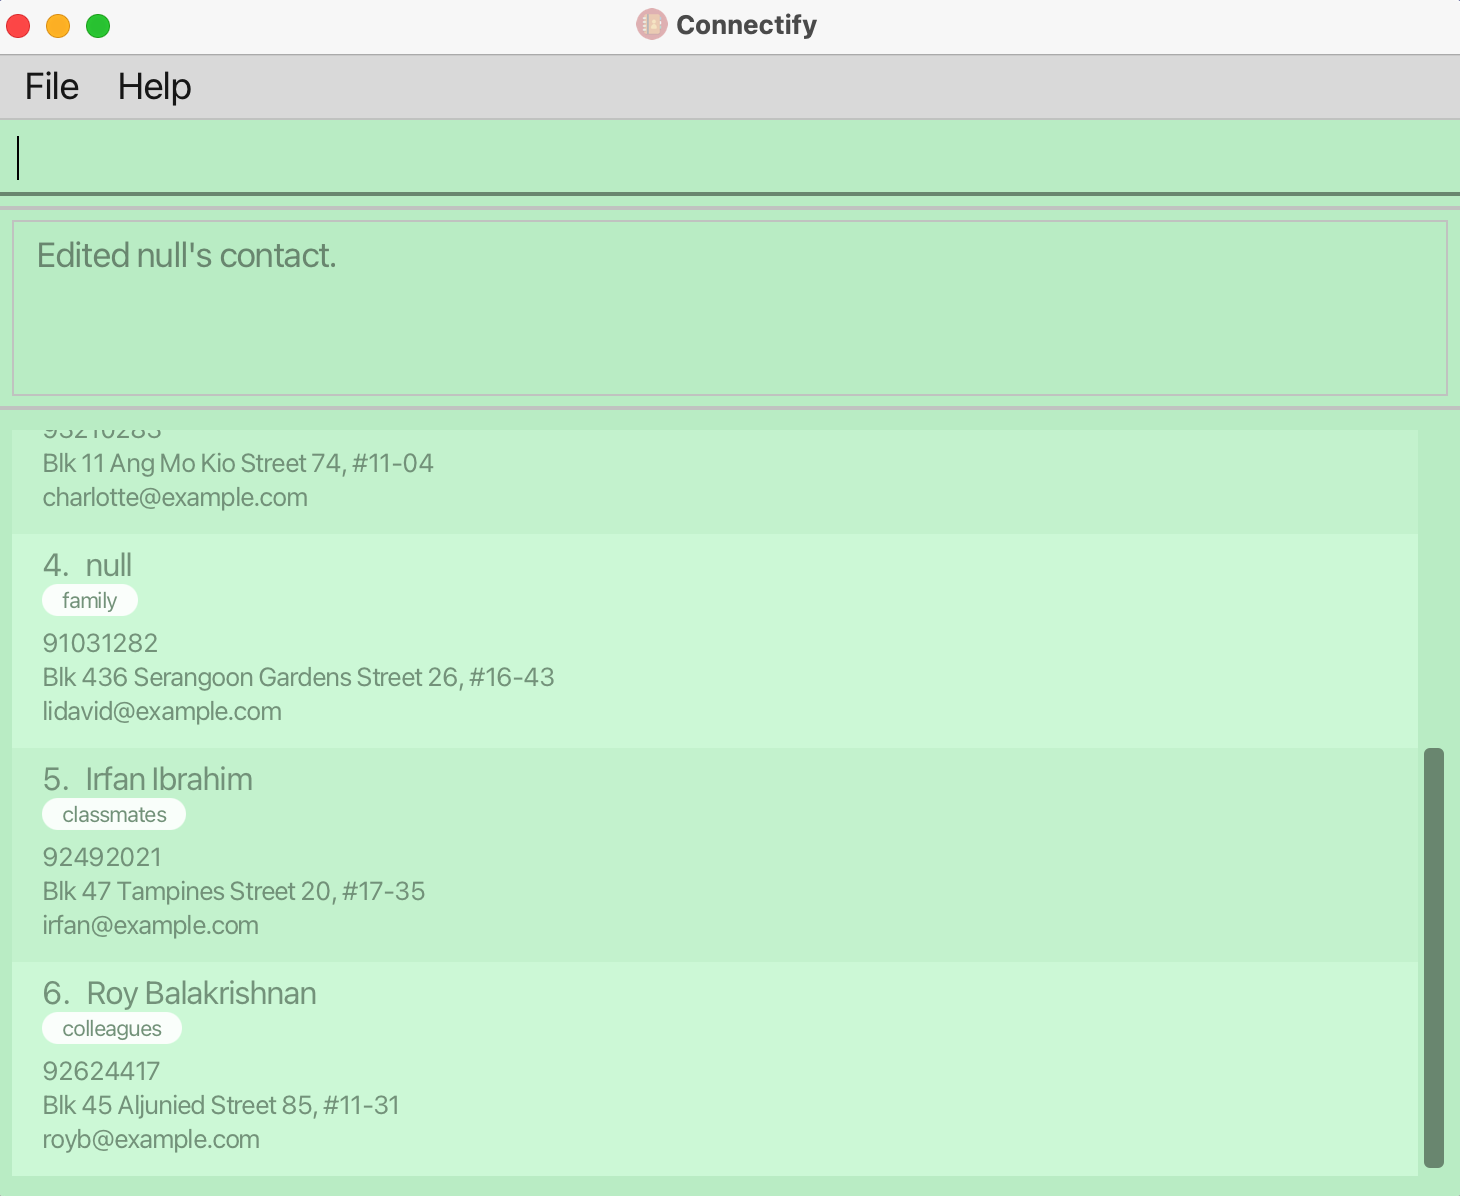 Connectify
File Help
Edited null's contact.
93210283
Blk 11 Ang Mo Kio Street 74, #11-04
charlotte@example.com
4. null
family
91031282
Blk 436 Serangoon Gardens Street 26, #16-43
lidavid@example.com
5. Irfan Ibrahim
classmates
92492021
Blk 47 Tampines Street 20, #17-35
irfan@example.com
6. Roy Balakrishnan
colleagues
92624417
Blk 45 Aljunied Street 85, #11-31
royb@example.com